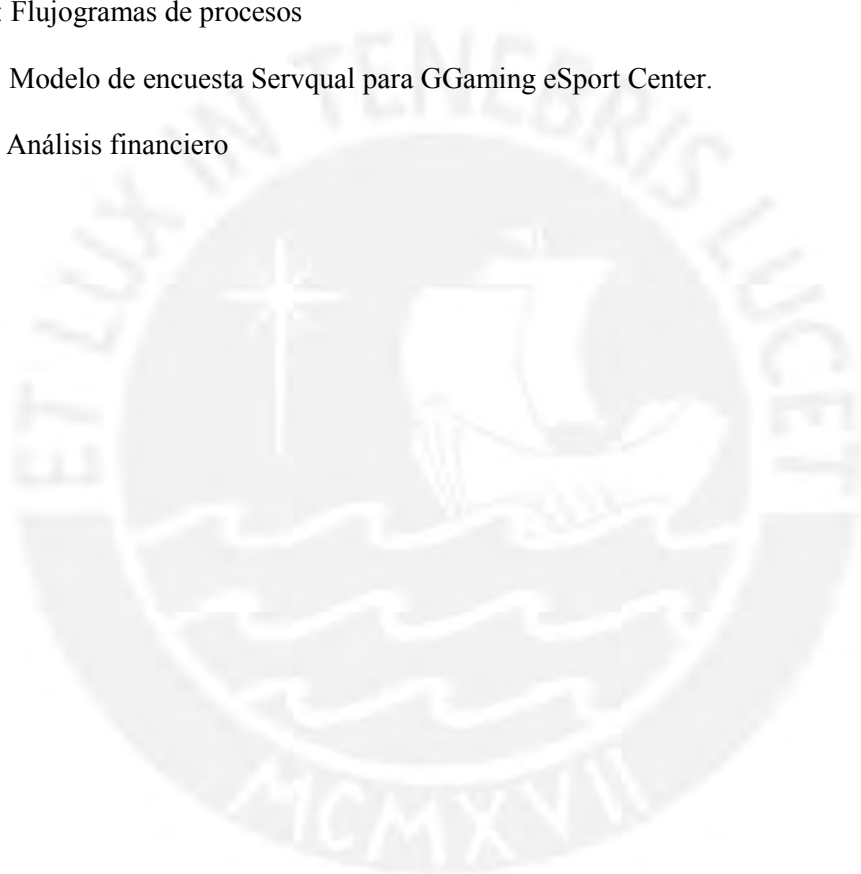 : Flujogramas de procesos
Modelo de encuesta Servqual para GGaming eSport Center.
Análisis financiero
ET LUX IN TENEBRIS LUCET
MCMXVII